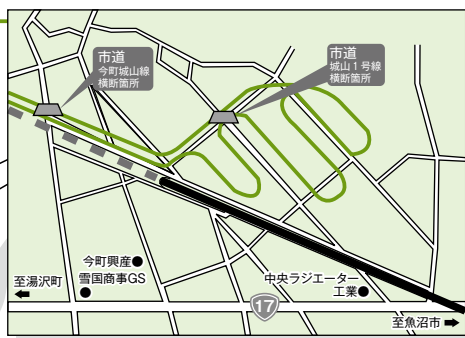 市道
今町城山線
横断箇所
市道
城山1号線
横断箇所
今町興産●
雪国商事GS
●
中央ラジエーター
工業●
至湯沢町
17
至魚沼市